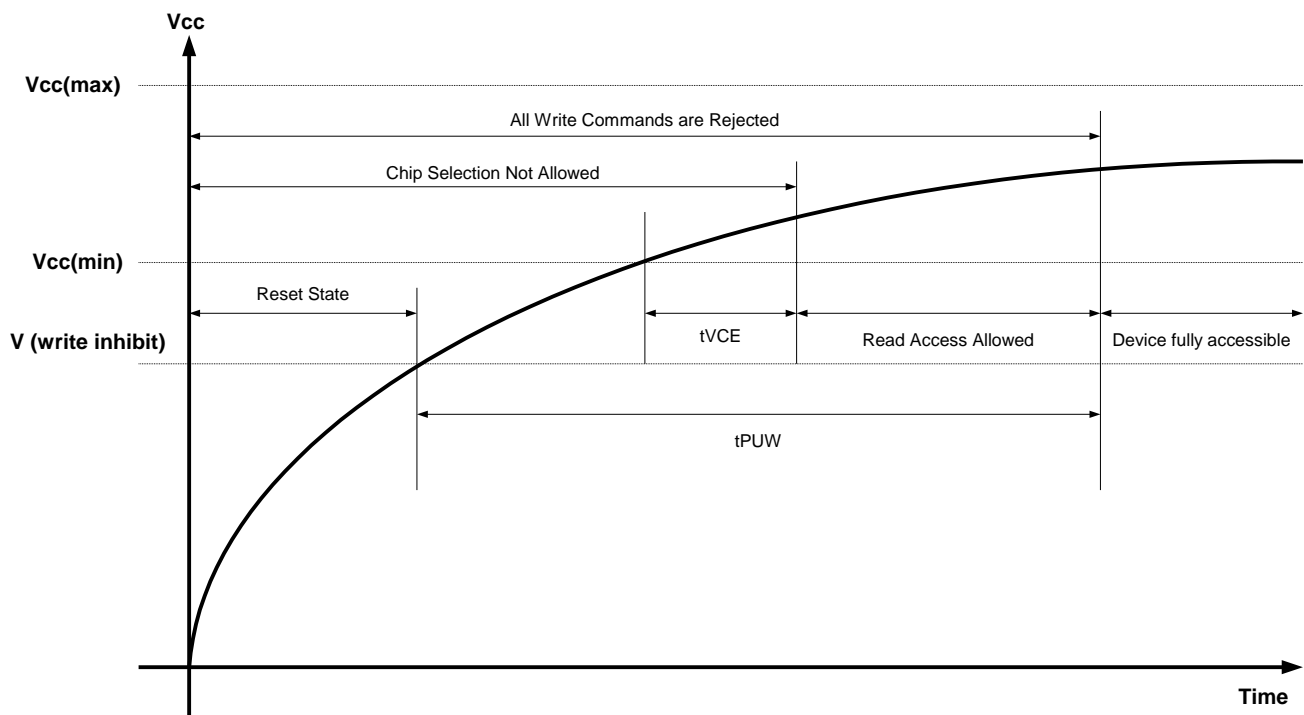 Vcc
Vcc(max)
All Write Commands are Rejected
Chip Selection Not Allowed
Vcc(min)
Reset State
V (write inhibit)
tVCE
Read Access Allowed
Device fully accessible
tPUW
Time